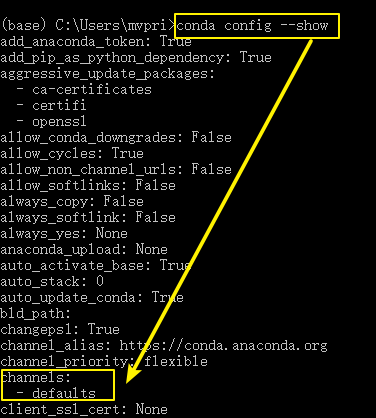 (base) C:\Users\mvpri>conda config --show
add_anaconda_token: True
add_pip_as_python_dependency: True
aggressive_update_packages:
  - ca-certificates
  - certifi
  - openssl
allow_conda_downgrades: False
allow_cycles: True
allow_non_channel_urls: False
allow_softlinks: False
always_copy: False
always_softlink: False
always_yes: None
anaconda_upload: None
auto_activate_base: True
auto_stack: 0
auto_update_conda: True
bld_path:
changeps1: True
channel_alias: https://conda.anaconda.org
channel_priority: flexible
channels:
  - defaults
client_ssl_cert: None